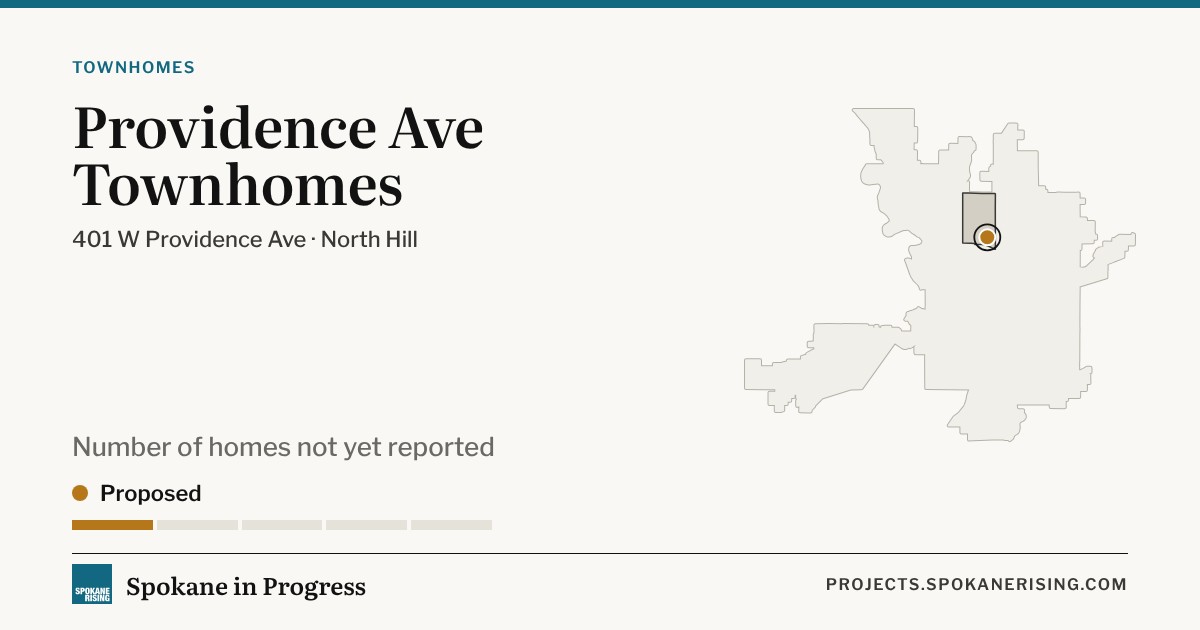 TOWNHOMES
Providence Ave
Townhomes
401 W Providence Ave · North Hill
Number of homes not yet reported
Proposed
SPOKANE
RISING
Spokane in Progress
PROJECTS.SPOKANERISING.COM